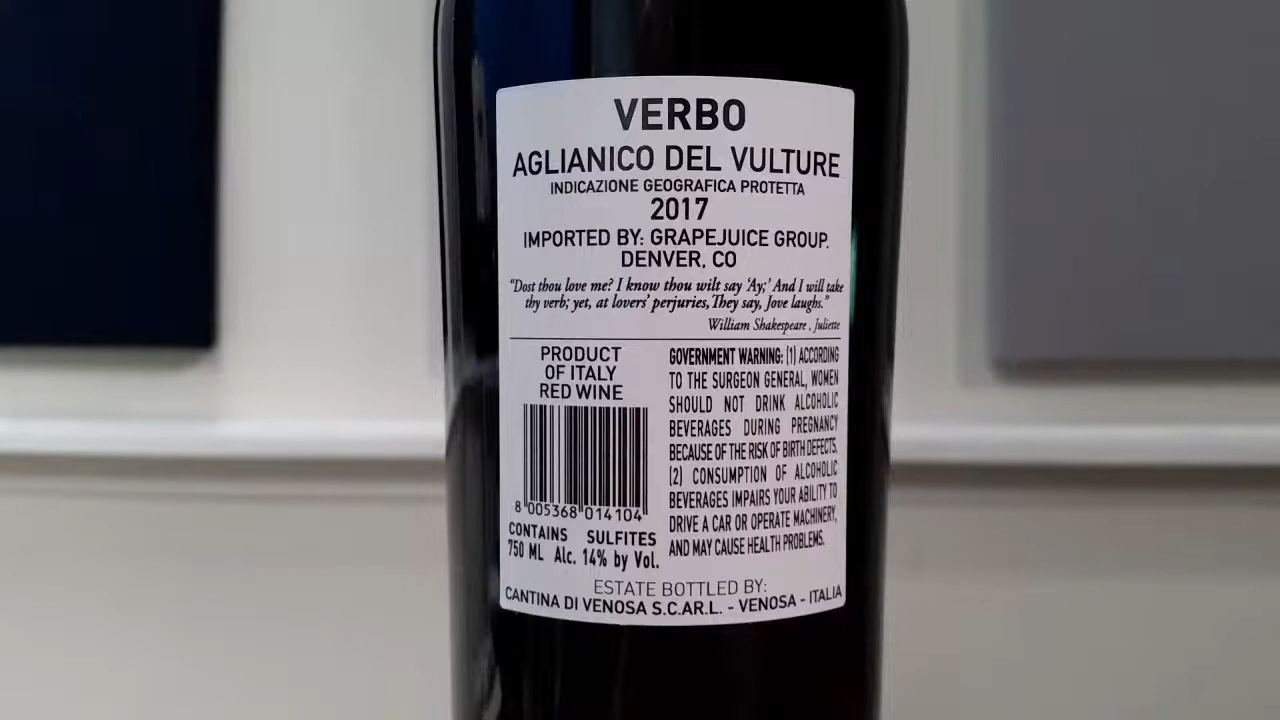 VERBO
AGLIANICO DEL VULTURE
INDICAZIONE GEOGRAFICA PROTETTA
2017
IMPORTED BY: GRAPEJUICE GROUP.
DENVER, CO
"Dost thou love me? I know thou wilt say 'Ay;' And I will take
thy verb; yet, at lovers' perjuries, They say, Jove laughs."
William Shakespeare , Juliette
PRODUCT
OF ITALY
RED WINE
8 005368 014104
CONTAINS SULFITES
750 ML Alc. 14% by Vol.
GOVERNMENT WARNING: (1) ACCORDING
TO THE SURGEON GENERAL, WOMEN
SHOULD NOT DRINK ALCOHOLIC
BEVERAGES DURING PREGNANCY
BECAUSE OF THE RISK OF BIRTH DEFECTS.
(2) CONSUMPTION OF ALCOHOLIC
BEVERAGES IMPAIRS YOUR ABILITY TO
DRIVE A CAR OR OPERATE MACHINERY,
AND MAY CAUSE HEALTH PROBLEMS.
ESTATE BOTTLED BY:
CANTINA DI VENOSA S.C.AR.L. - VENOSA - ITALIA